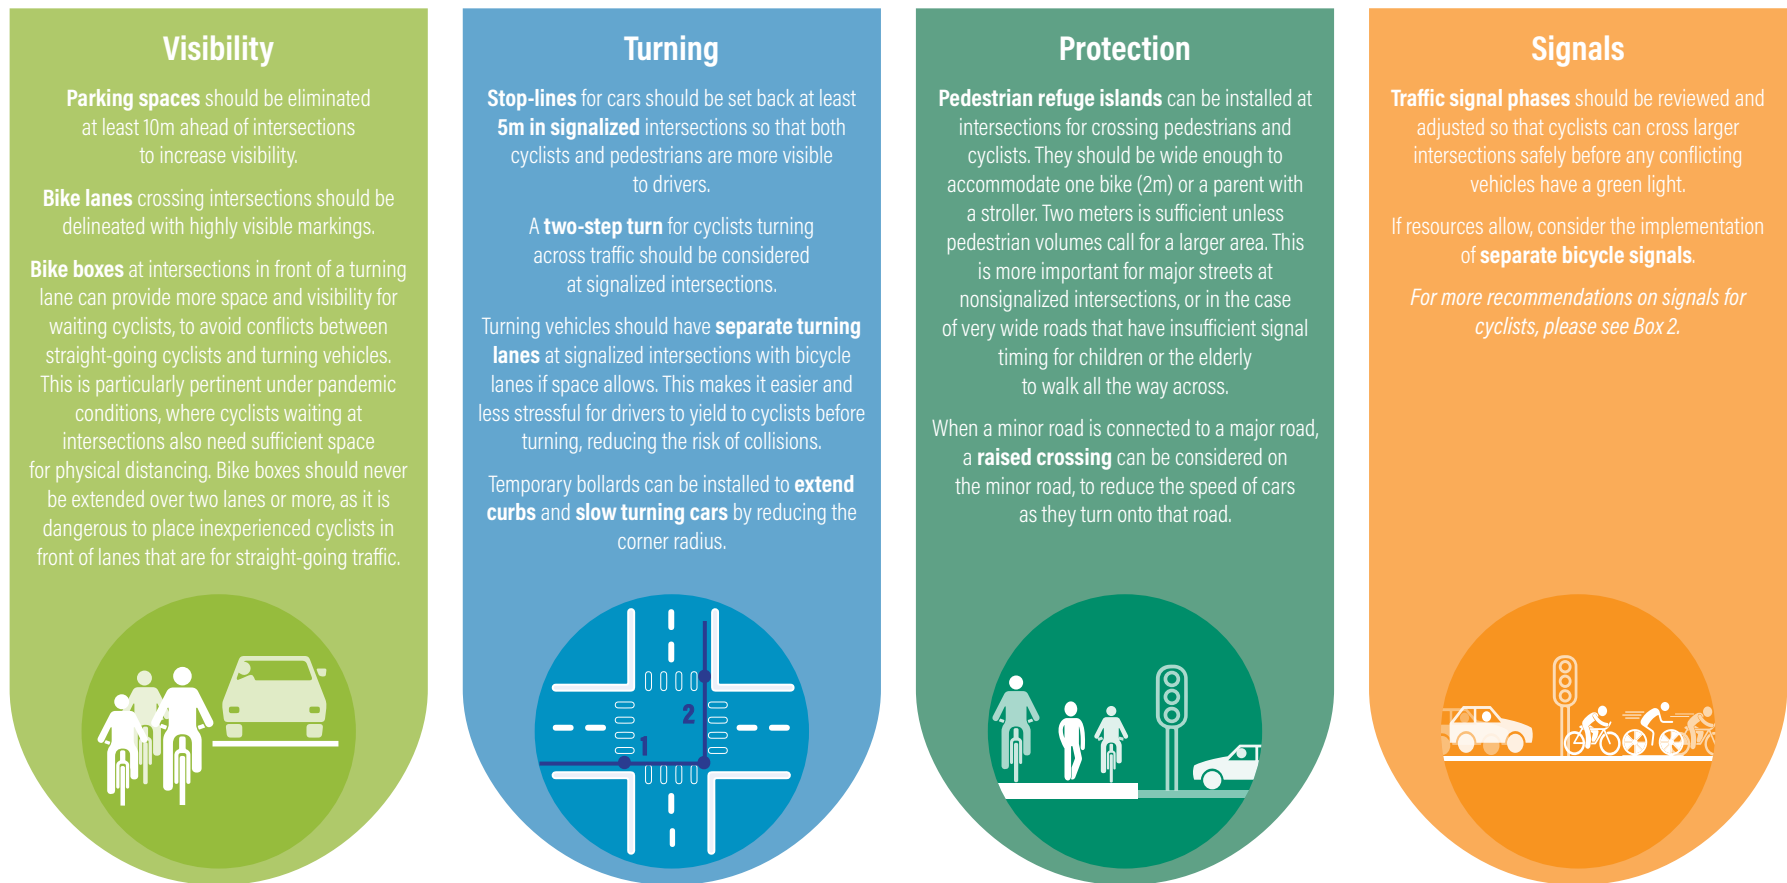 Visibility
Parking spaces should be eliminated
at least 10m ahead of intersections
to increase visibility.
Bike lanes crossing intersections should be
delineated with highly visible markings.
Bike boxes at intersections in front of a turning
lane can provide more space and visibility for
waiting cyclists, to avoid conflicts between
straight-going cyclists and turning vehicles.
This is particularly pertinent under pandemic
conditions, where cyclists waiting at
intersections also need sufficient space
for physical distancing. Bike boxes should never
be extended over two lanes or more, as it is
dangerous to place inexperienced cyclists in
front of lanes that are for straight-going traffic.
Turning
Stop-lines for cars should be set back at least
5m in signalized intersections so that both
cyclists and pedestrians are more visible
to drivers.
A two-step turn for cyclists turning
across traffic should be considered
at signalized intersections.
Turning vehicles should have separate turning
lanes at signalized intersections with bicycle
lanes if space allows. This makes it easier and
less stressful for drivers to yield to cyclists before
turning, reducing the risk of collisions.
Temporary bollards can be installed to extend
curbs and slow turning cars by reducing the
corner radius.
2
1
Protection
Pedestrian refuge islands can be installed at
intersections for crossing pedestrians and
cyclists. They should be wide enough to
accommodate one bike (2m) or a parent with
a stroller. Two meters is sufficient unless
pedestrian volumes call for a larger area. This
is more important for major streets at
nonsignalized intersections, or in the case
of very wide roads that have insufficient signal
timing for children or the elderly
to walk all the way across.
When a minor road is connected to a major road,
a raised crossing can be considered on
the minor road, to reduce the speed of cars
as they turn onto that road.
Signals
Traffic signal phases should be reviewed and
adjusted so that cyclists can cross larger
intersections safely before any conflicting
vehicles have a green light.
If resources allow, consider the implementation
of separate bicycle signals.
For more recommendations on signals for
cyclists, please see Box 2.